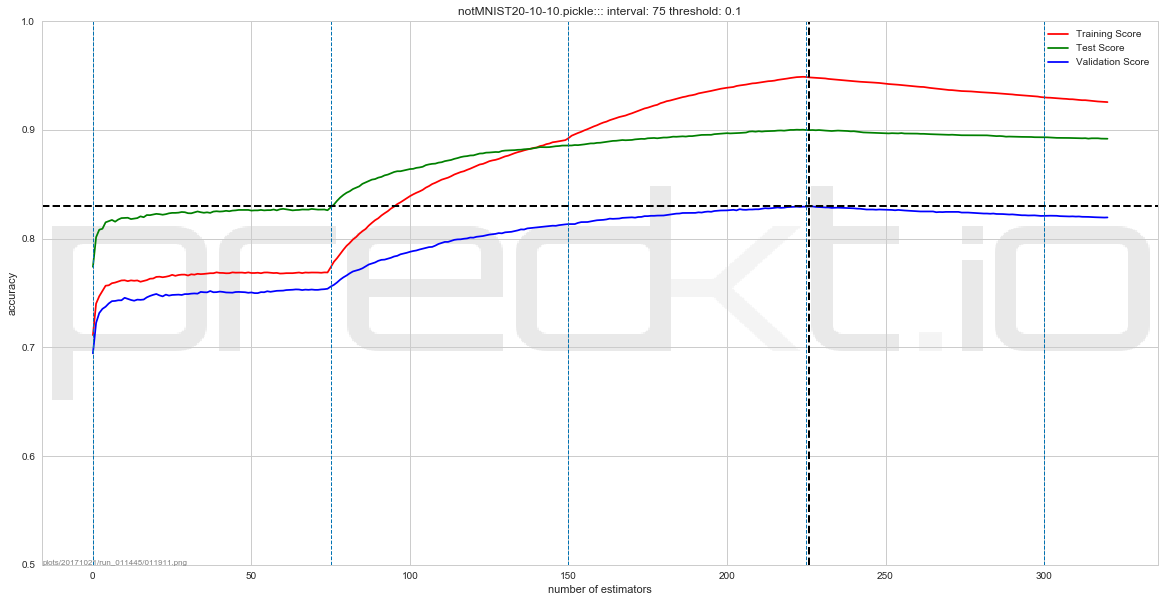 notMNIST20-10-10.pickle::: interval: 75 threshold: 0.1
1.0
Training Score
Test Score
Validation Score
0.9
0.8
accuracy
predkt.io
0.7
0.6
0.5
0
50
100
150
200
250
300
number of estimators